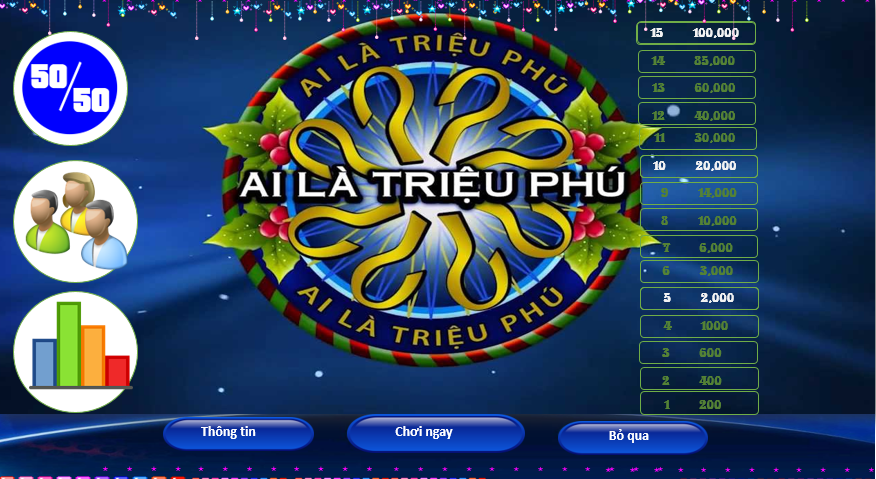 50/50
AI LÀ TRIỆU PHÚ
AI LÀ TRIỆU PHÚ
AI LÀ TRIỆU PHÚ
15 100,000
14 85,000
13 60,000
12 40,000
11 30,000
10 20,000
9 14,000
8 10,000
7 6,000
6 3,000
5 2,000
4 1000
3 600
2 400
1 200
Thông tin
Chơi ngay
Bỏ qua